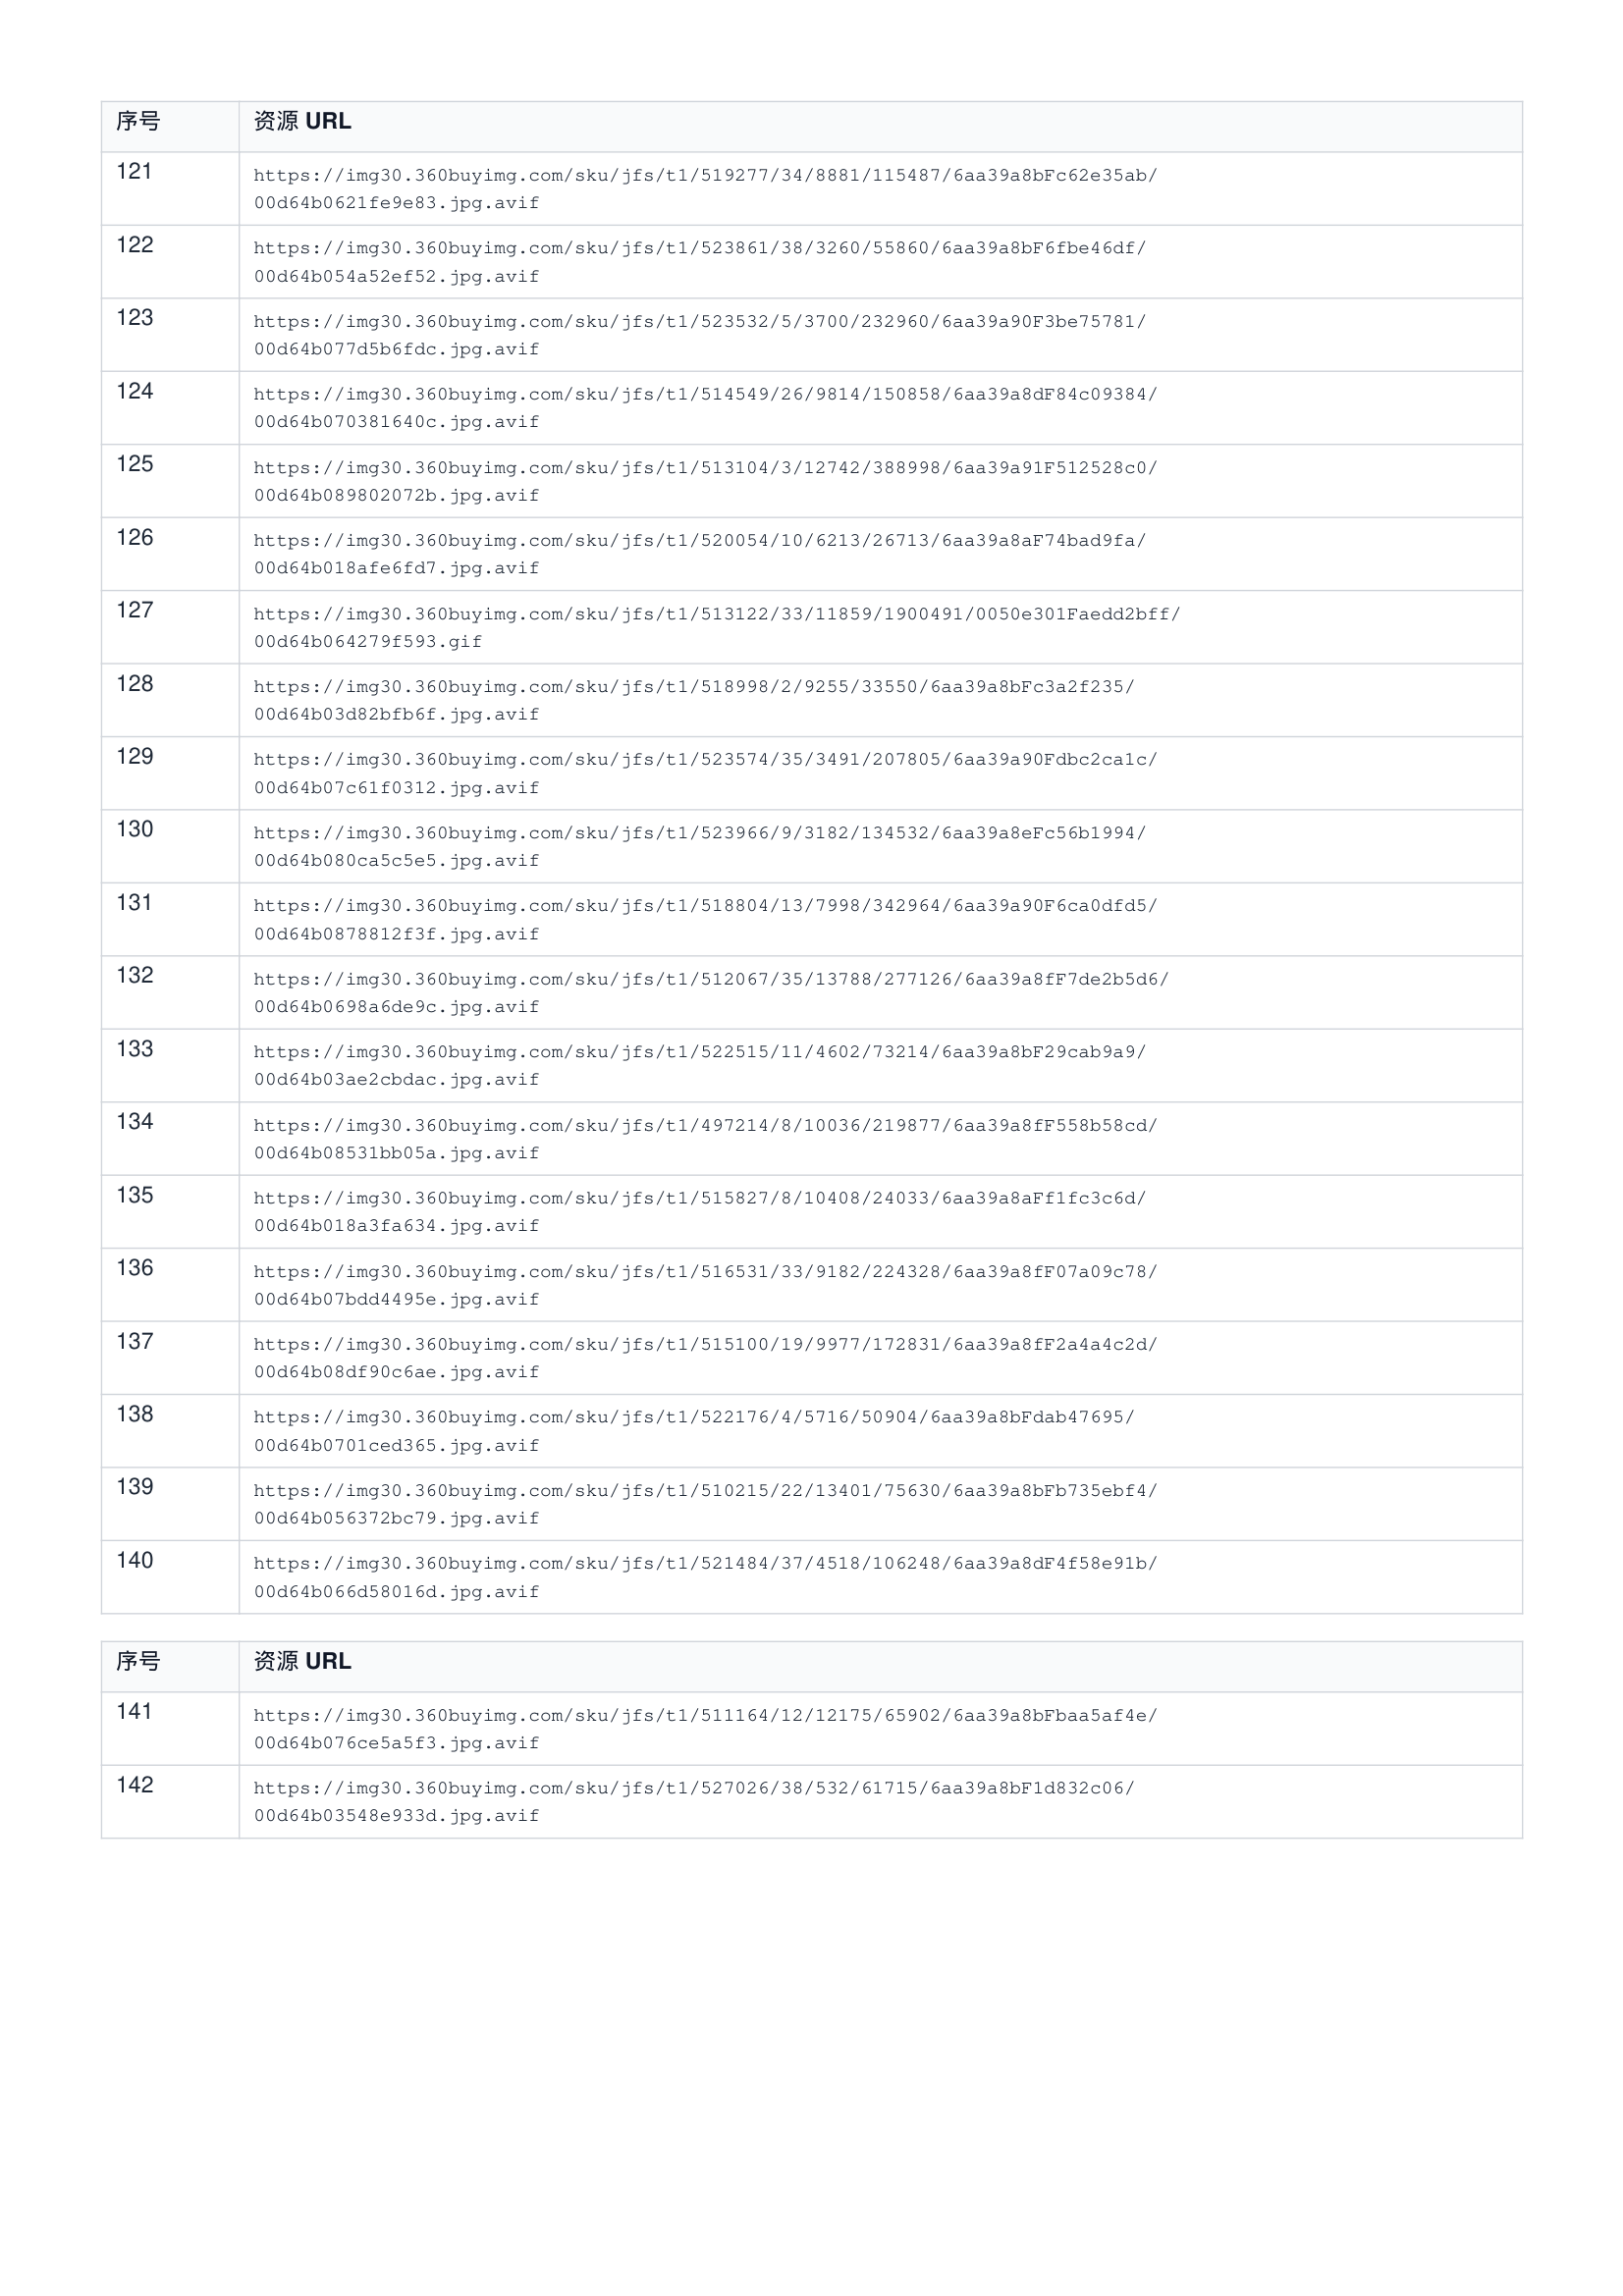 序号 资源 URL
121 https://img30.360buyimg.com/sku/jfs/t1/519277/34/8881/115487/6aa39a8bFc62e35ab/
00d64b0621fe9e83.jpg.avif
122 https://img30.360buyimg.com/sku/jfs/t1/523861/38/3260/55860/6aa39a8bF6fbe46df/
00d64b054a52ef52.jpg.avif
123 https://img30.360buyimg.com/sku/jfs/t1/523532/5/3700/232960/6aa39a90F3be75781/
00d64b077d5b6fdc.jpg.avif
124 https://img30.360buyimg.com/sku/jfs/t1/514549/26/9814/150858/6aa39a8dF84c09384/
00d64b070381640c.jpg.avif
125 https://img30.360buyimg.com/sku/jfs/t1/513104/3/12742/388998/6aa39a91F512528c0/
00d64b089802072b.jpg.avif
126 https://img30.360buyimg.com/sku/jfs/t1/520054/10/6213/26713/6aa39a8aF74bad9fa/
00d64b018afe6fd7.jpg.avif
127 https://img30.360buyimg.com/sku/jfs/t1/513122/33/11859/1900491/0050e301Faedd2bff/
00d64b064279f593.gif
128 https://img30.360buyimg.com/sku/jfs/t1/518998/2/9255/33550/6aa39a8bFc3a2f235/
00d64b03d82bfb6f.jpg.avif
129 https://img30.360buyimg.com/sku/jfs/t1/523574/35/3491/207805/6aa39a90Fdbc2ca1c/
00d64b07c61f0312.jpg.avif
130 https://img30.360buyimg.com/sku/jfs/t1/523966/9/3182/134532/6aa39a8eFc56b1994/
00d64b080ca5c5e5.jpg.avif
131 https://img30.360buyimg.com/sku/jfs/t1/518804/13/7998/342964/6aa39a90F6ca0dfd5/
00d64b0878812f3f.jpg.avif
132 https://img30.360buyimg.com/sku/jfs/t1/512067/35/13788/277126/6aa39a8fF7de2b5d6/
00d64b0698a6de9c.jpg.avif
133 https://img30.360buyimg.com/sku/jfs/t1/522515/11/4602/73214/6aa39a8bF29cab9a9/
00d64b03ae2cbdac.jpg.avif
134 https://img30.360buyimg.com/sku/jfs/t1/497214/8/10036/219877/6aa39a8fF558b58cd/
00d64b08531bb05a.jpg.avif
135 https://img30.360buyimg.com/sku/jfs/t1/515827/8/10408/24033/6aa39a8aFf1fc3c6d/
00d64b018a3fa634.jpg.avif
136 https://img30.360buyimg.com/sku/jfs/t1/516531/33/9182/224328/6aa39a8fF07a09c78/
00d64b07bdd4495e.jpg.avif
137 https://img30.360buyimg.com/sku/jfs/t1/515100/19/9977/172831/6aa39a8fF2a4a4c2d/
00d64b08df90c6ae.jpg.avif
138 https://img30.360buyimg.com/sku/jfs/t1/522176/4/5716/50904/6aa39a8bFdab47695/
00d64b0701ced365.jpg.avif
139 https://img30.360buyimg.com/sku/jfs/t1/510215/22/13401/75630/6aa39a8bFb735ebf4/
00d64b056372bc79.jpg.avif
140 https://img30.360buyimg.com/sku/jfs/t1/521484/37/4518/106248/6aa39a8dF4f58e91b/
00d64b066d58016d.jpg.avif
序号 资源 URL
141 https://img30.360buyimg.com/sku/jfs/t1/511164/12/12175/65902/6aa39a8bFbaa5af4e/
00d64b076ce5a5f3.jpg.avif
142 https://img30.360buyimg.com/sku/jfs/t1/527026/38/532/61715/6aa39a8bF1d832c06/
00d64b03548e933d.jpg.avif